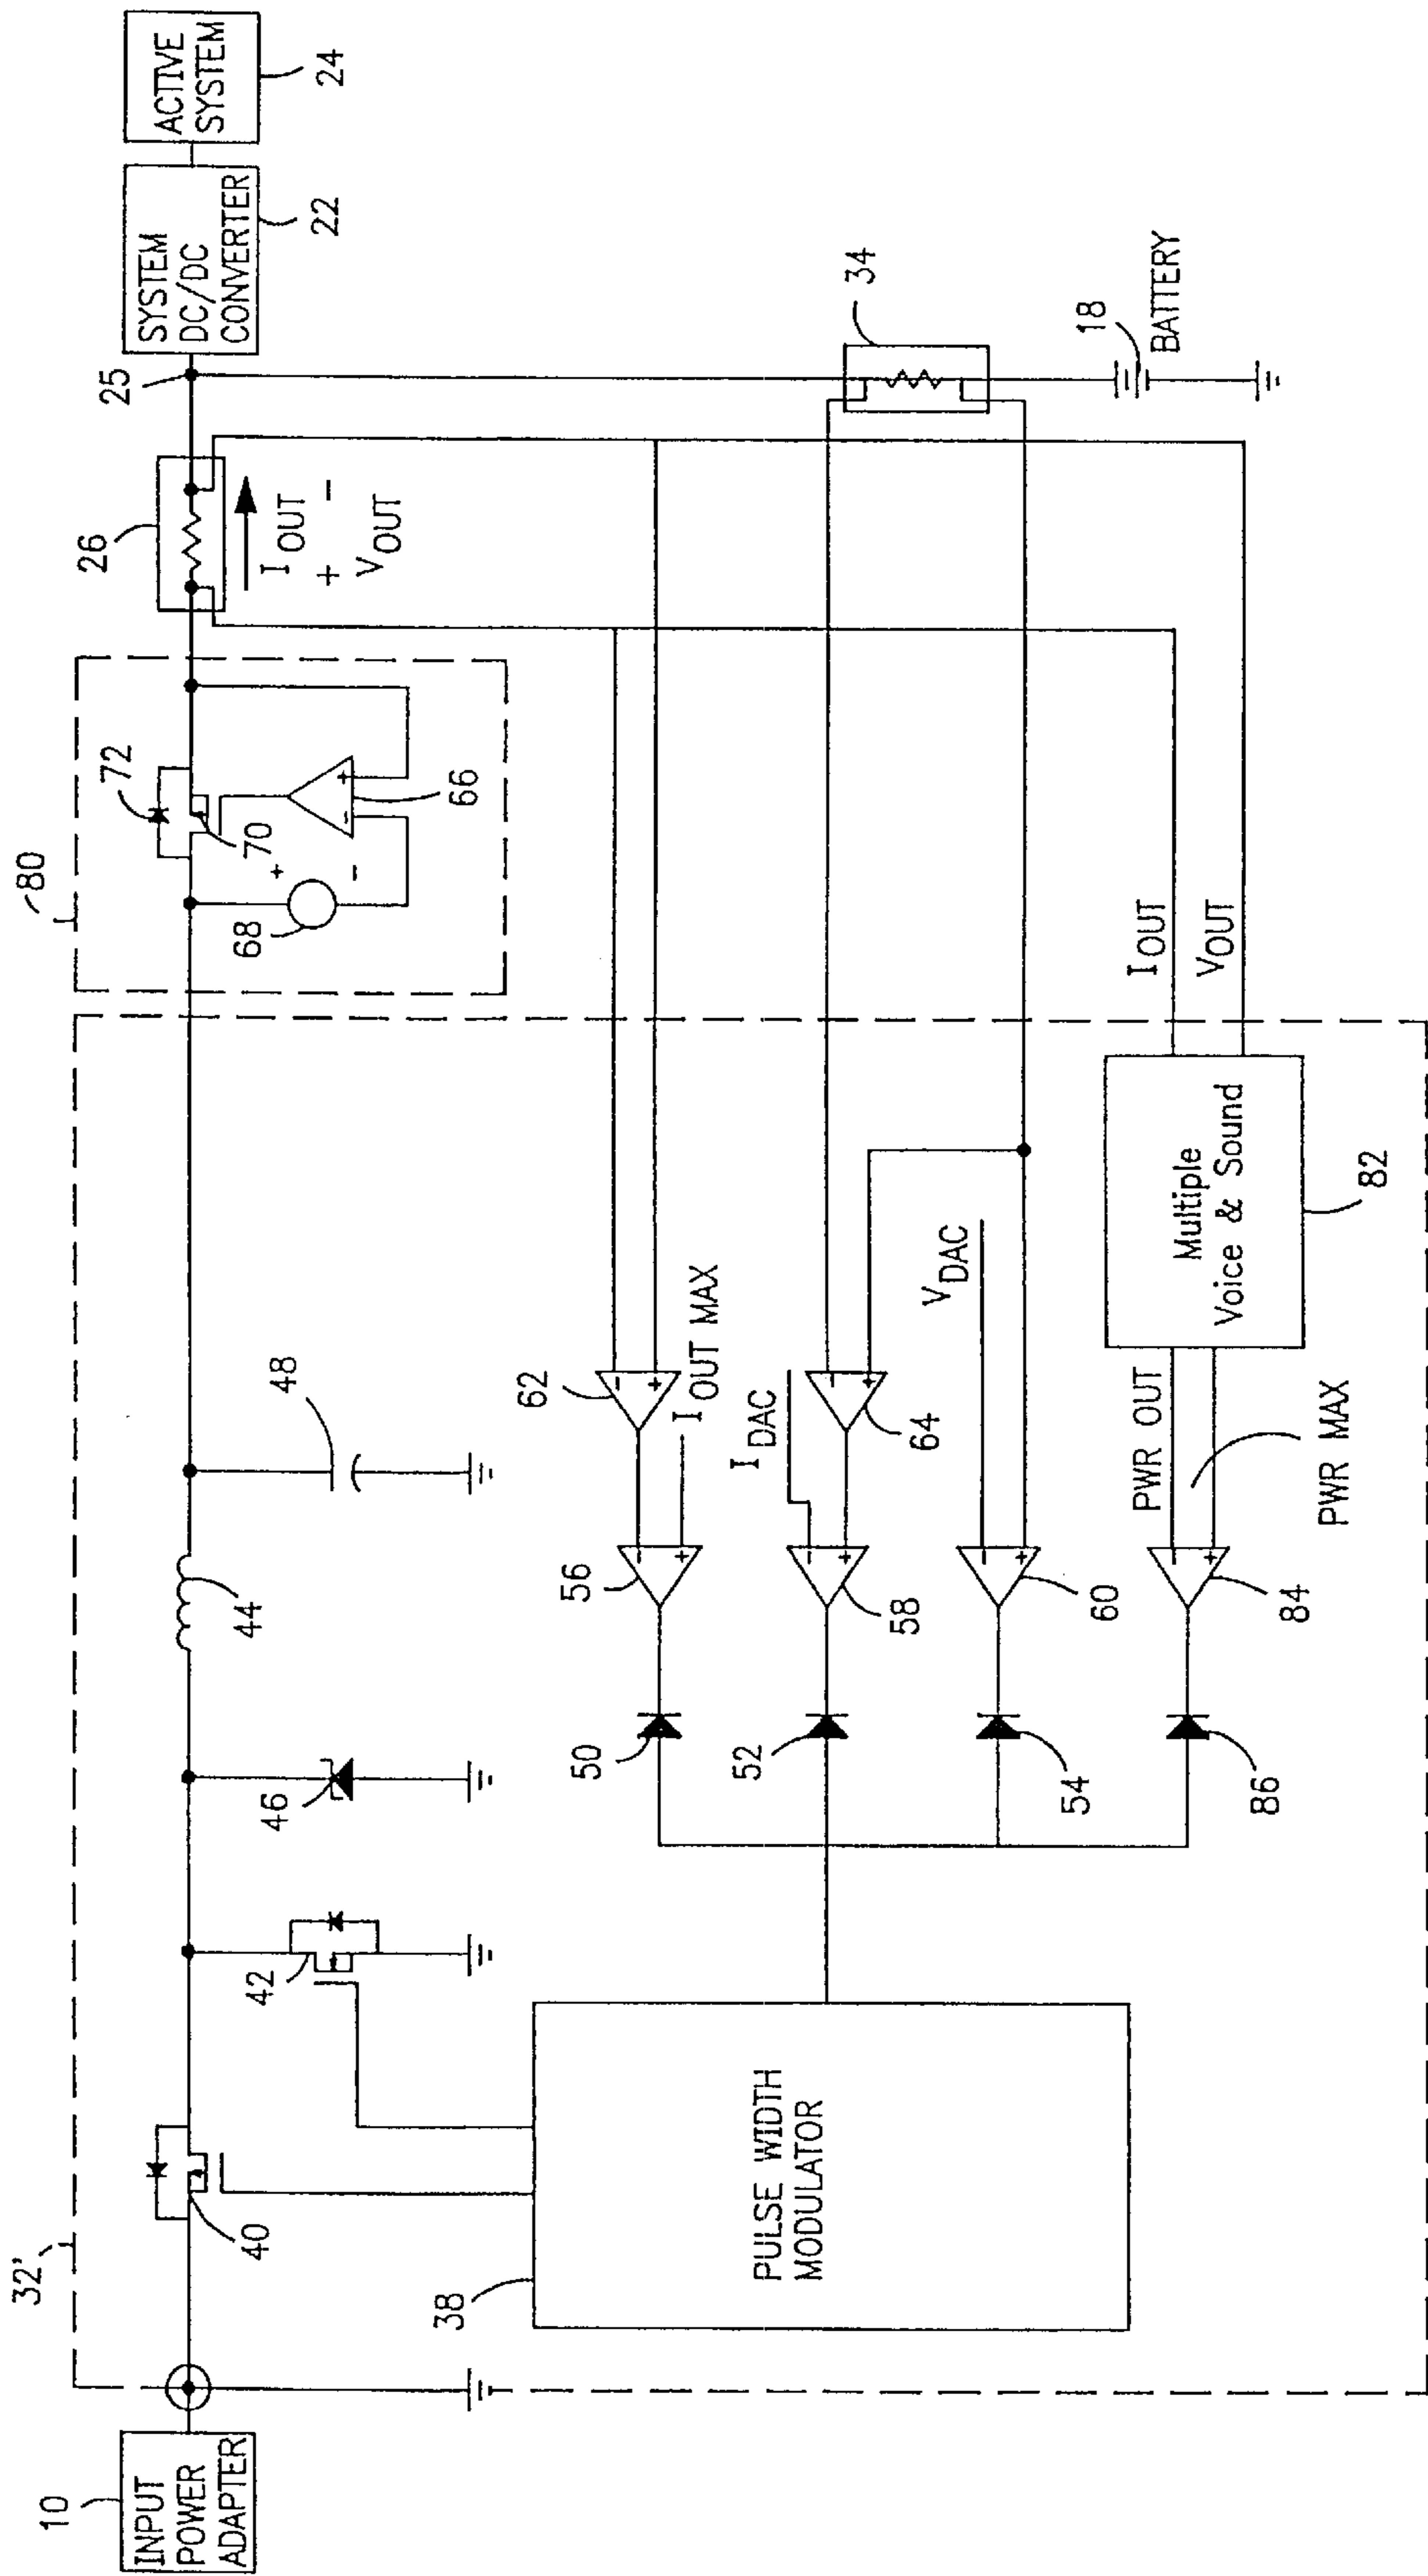 10
INPUT
POWER
ADAPTER
32'
40
42
46
44
48
80
68
+
-
70
72
66
-
+
26
I OUT
+ -
V OUT
25
SYSTEM
DC/DC
CONVERTER
22
ACTIVE
SYSTEM
24
34
18
BATTERY
38
PULSE WIDTH
MODULATOR
50
52
54
86
56
-
+
58
-
+
60
-
+
84
-
+
62
-
+
I OUT MAX
64
-
+
I DAC
V DAC
PWR OUT
PWR MAX
Multiple
Voice & Sound
82
I OUT
V OUT